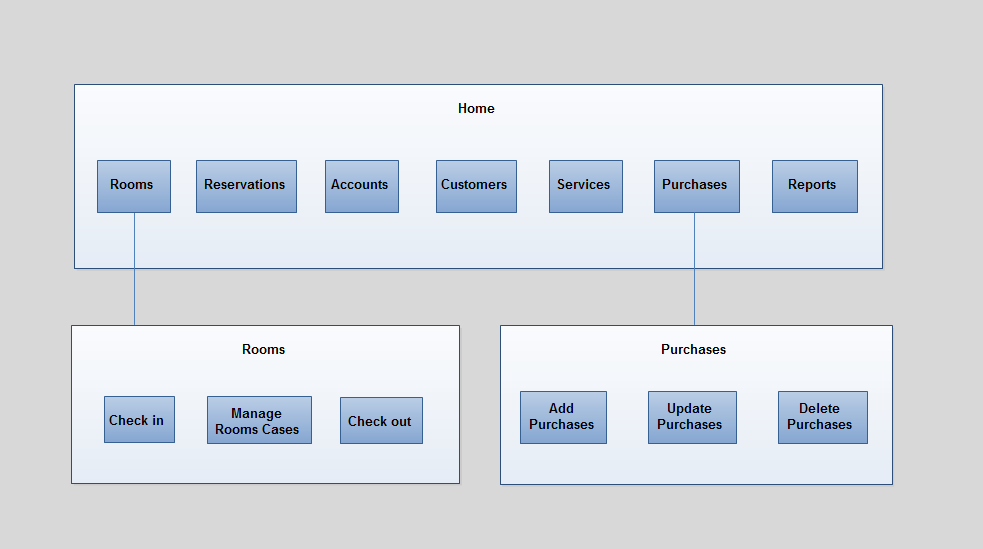 Home
Rooms
Reservations
Accounts
Customers
Services
Purchases
Reports
Rooms
Check in
Manage
Rooms Cases
Check out
Purchases
Add
Purchases
Update
Purchases
Delete
Purchases